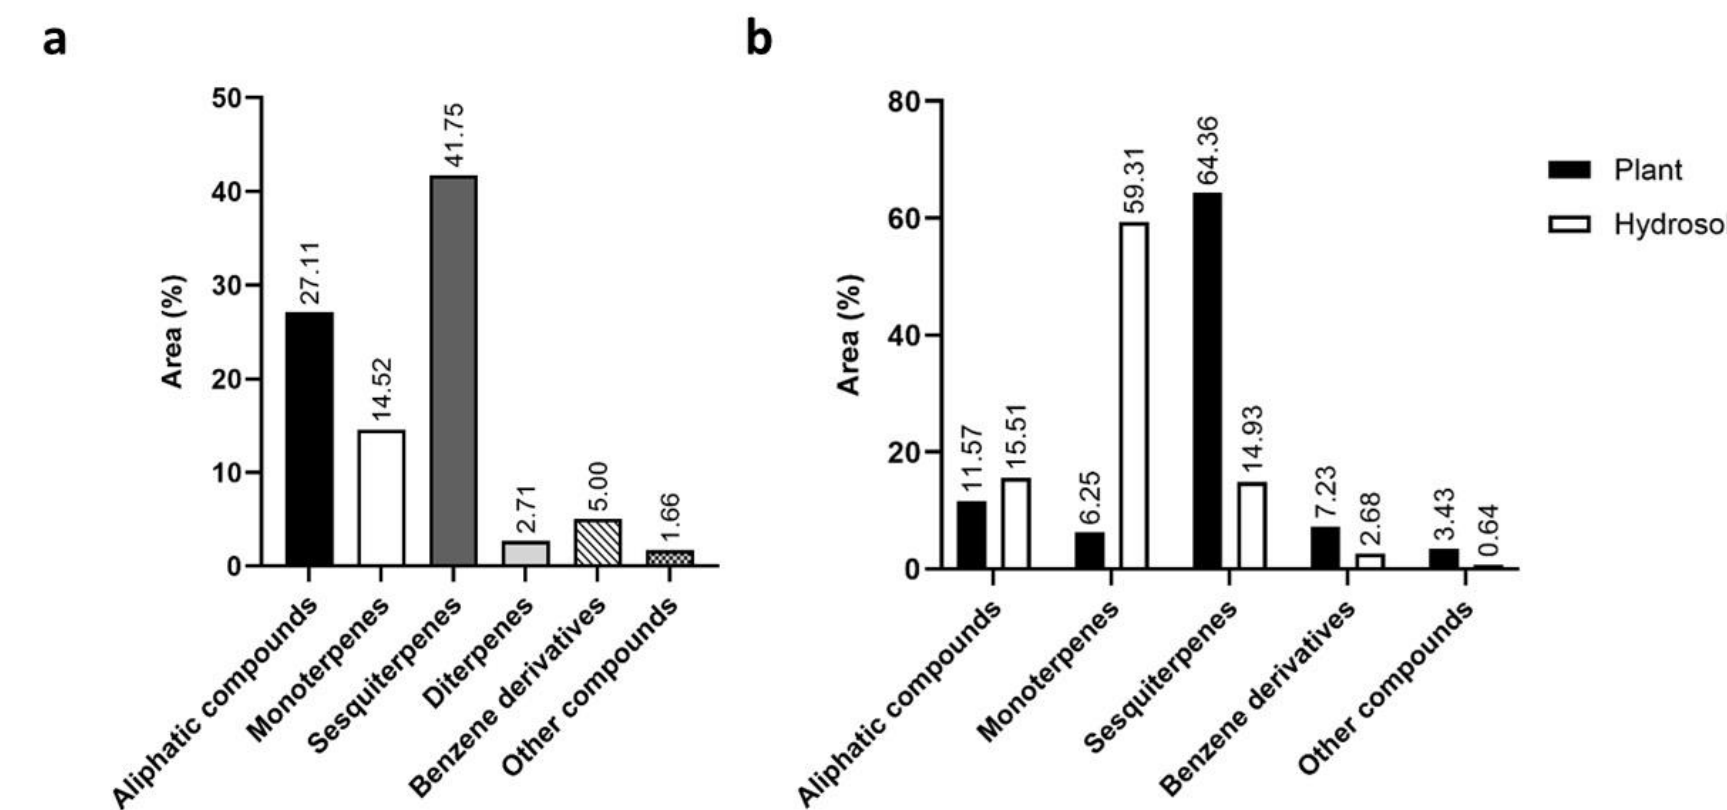 a
50
40
30
20
10
0
Area (%)
27.11
14.52
41.75
2.71
5.00
1.66
Aliphatic compounds
Monoterpenes
Sesquiterpenes
Diterpenes
Benzene derivatives
Other compounds
b
80
60
40
20
0
Area (%)
11.57
15.51
6.25
59.31
64.36
14.93
7.23
2.68
3.43
0.64
Aliphatic compounds
Monoterpenes
Sesquiterpenes
Benzene derivatives
Other compounds
Plant
Hydrosol